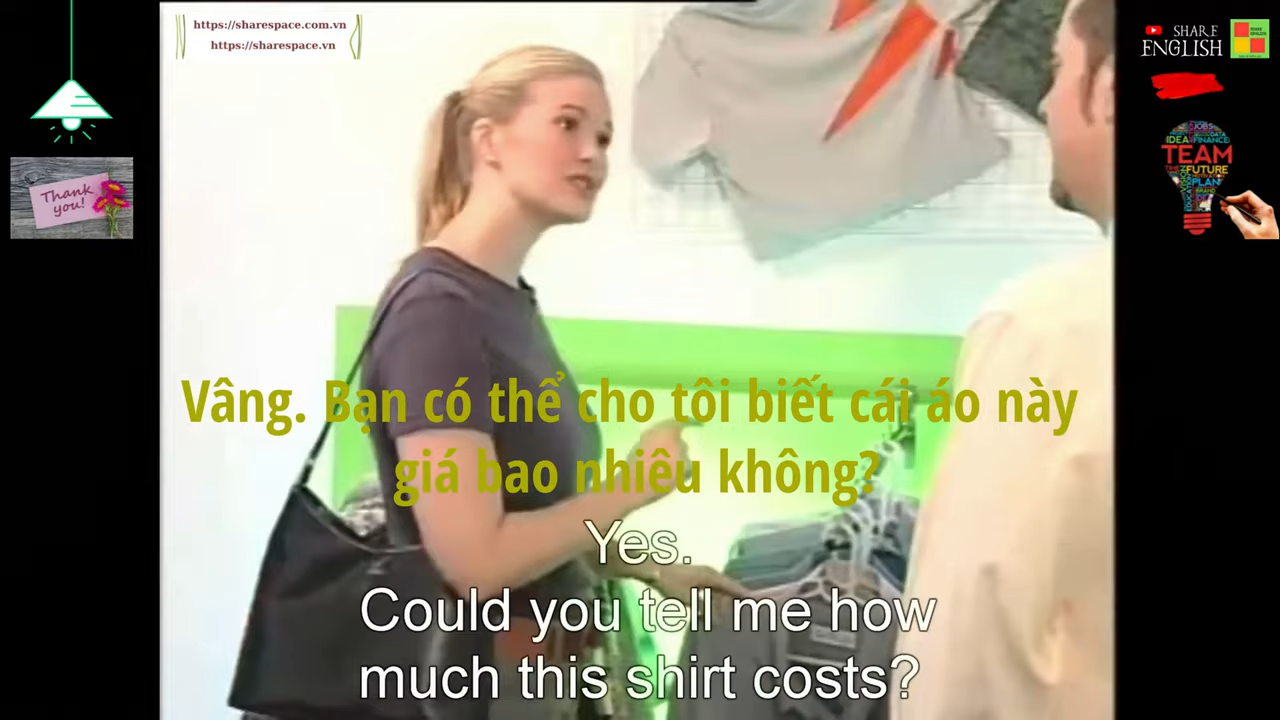 https://sharespace.com.vn
https://sharespace.vn
SHARE
ENGLISH
Thank
you!
JOBS
IDEA FINANCE
TEAM
FUTURE
PLAN
Vâng. Bạn có thể cho tôi biết cái áo này
giá bao nhiêu không?
Yes.
Could you tell me how
much this shirt costs?